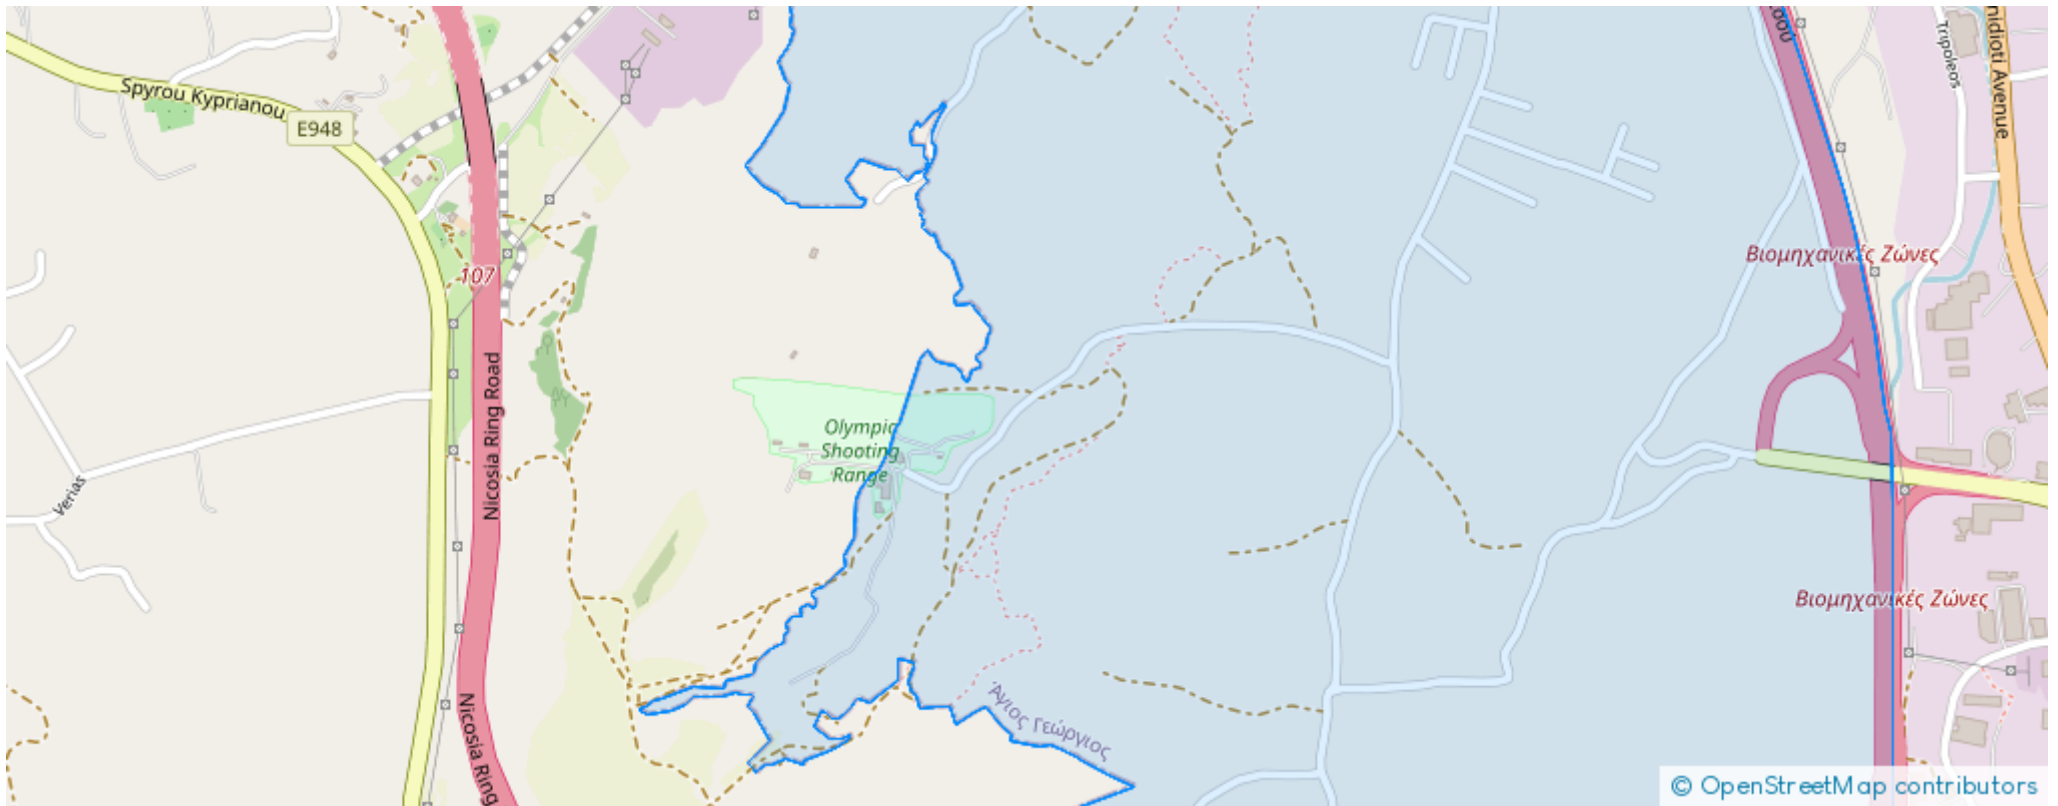 Spyrou Kyprianou
E948
107
Nicosia Ring Road
Nicosia Ring
Verias
Olympic
Shooting
Range
Άγιος Γεώργιος
Tripoleos
Avenue
Βιομηχανικές Ζώνες
Βιομηχανικές Ζώνες
© OpenStreetMap contributors